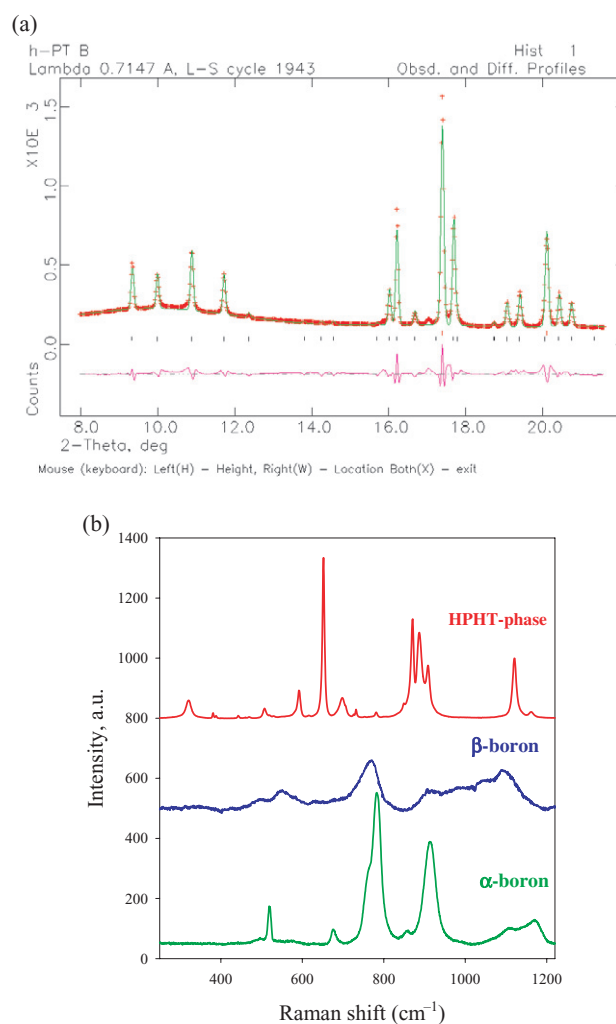 (a)
h-PT B Hist 1
Lambda 0.7147 A, L-S cycle 1943 Obsd. and Diff. Profiles
X10E 3
1.5
1.0
0.5
0.0
Counts
8.0 10.0 12.0 14.0 16.0 18.0 20.0
2-Theta, deg
Mouse (keyboard): Left(H) - Height, Right(W) - Location Both(X) - exit
(b)
1400
1200
1000
800
600
400
200
0
Intensity, a.u.
HPHT-phase
β-boron
α-boron
400 600 800 1000 1200
Raman shift (cm⁻¹)